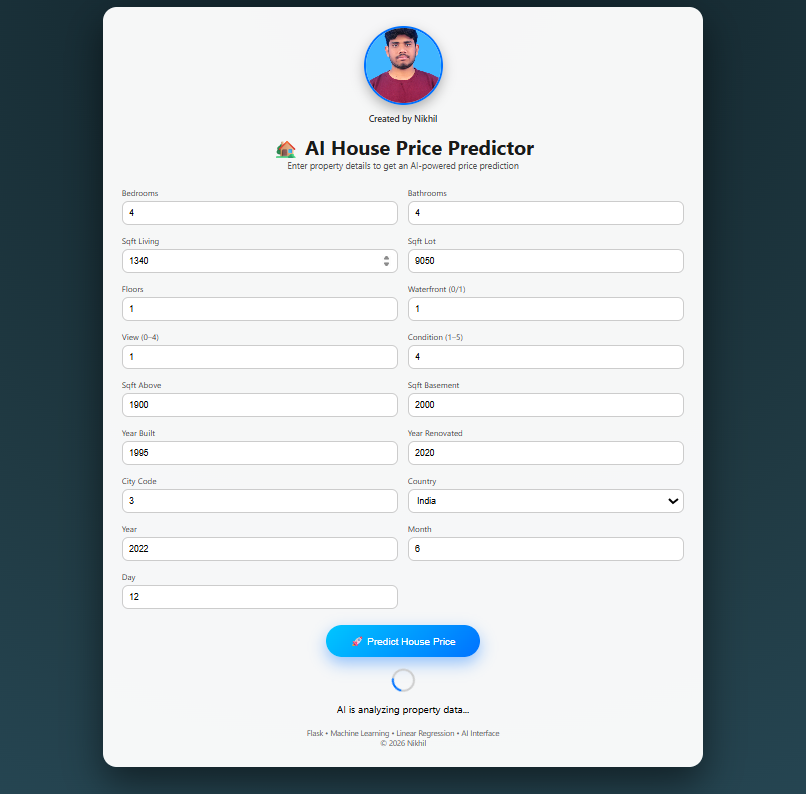 Created by Nikhil
AI House Price Predictor
Enter property details to get an AI-powered price prediction
Bedrooms Bathrooms
4 4
Sqft Living Sqft Lot
1340 9050
Floors Waterfront (0/1)
1 1
View (0–4) Condition (1–5)
1 4
Sqft Above Sqft Basement
1900 2000
Year Built Year Renovated
1995 2020
City Code Country
3 India
Year Month
2022 6
Day
12
Predict House Price
AI is analyzing property data...
Flask • Machine Learning • Linear Regression • AI Interface
© 2026 Nikhil